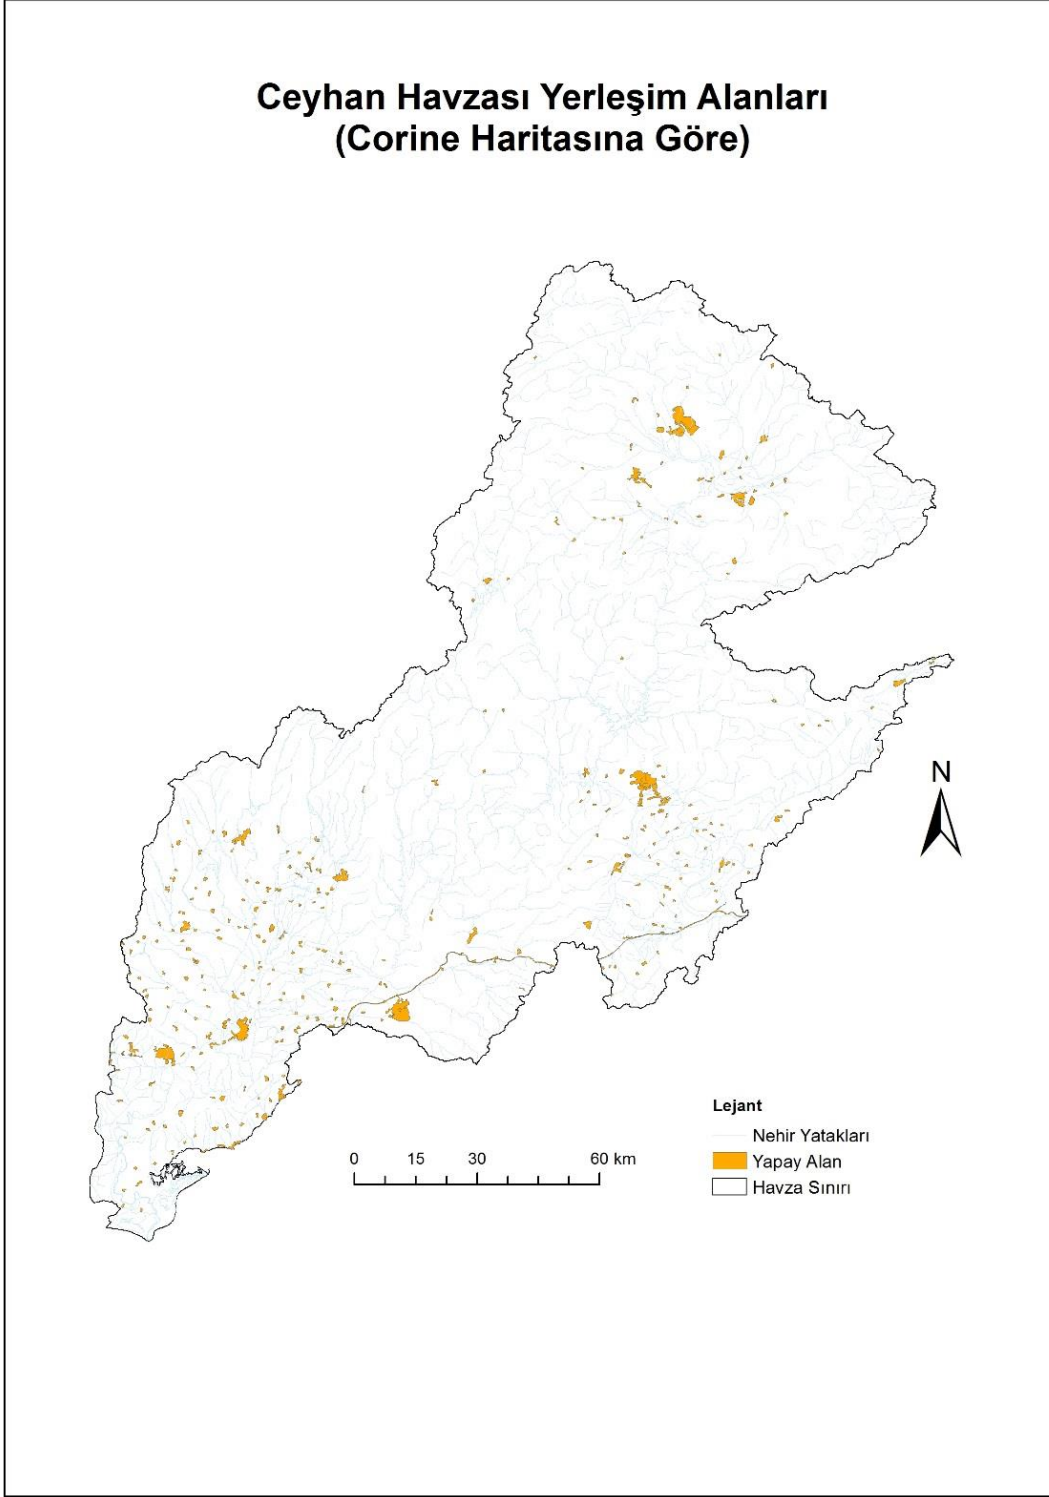 Ceyhan Havzası Yerleşim Alanları
(Corine Haritasına Göre)
N
Lejant
Nehir Yatakları
Yapay Alan
Havza Sınırı
0 15 30 60 km